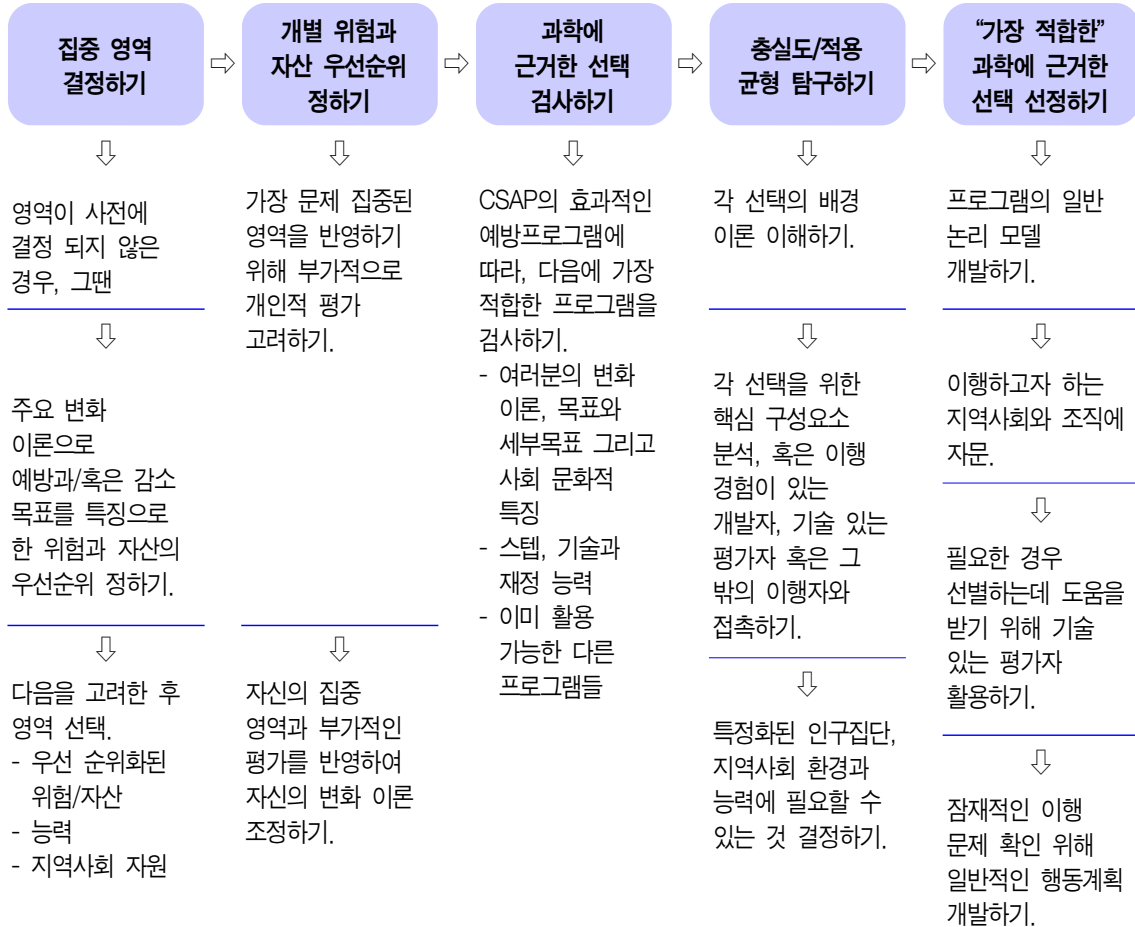 집중 영역
결정하기
⇨
개별 위험과
자산 우선순위
정하기
⇨
과학에
근거한 선택
검사하기
⇨
충실도/적용
균형 탐구하기
⇨
“가장 적합한”
과학에 근거한
선택 선정하기
⇩
영역이 사전에
결정 되지 않은
경우, 그땐
⇩
주요 변화
이론으로
예방과/혹은 감소
목표를 특징으로
한 위험과 자산의
우선순위 정하기.
⇩
다음을 고려한 후
영역 선택.
- 우선 순위화된
위험/자산
- 능력
- 지역사회 자원
⇩
가장 문제 집중된
영역을 반영하기
위해 부가적으로
개인적 평가
고려하기.
⇩
자신의 집중
영역과 부가적인
평가를 반영하여
자신의 변화 이론
조정하기.
⇩
CSAP의 효과적인
예방프로그램에
따라, 다음에 가장
적합한 프로그램을
검사하기.
- 여러분의 변화
이론, 목표와
세부목표 그리고
사회 문화적
특징
- 스텝, 기술과
재정 능력
- 이미 활용
가능한 다른
프로그램들
⇩
각 선택의 배경
이론 이해하기.
⇩
각 선택을 위한
핵심 구성요소
분석, 혹은 이행
경험이 있는
개발자, 기술 있는
평가자 혹은 그
밖의 이행자와
접촉하기.
⇩
특정화된 인구집단,
지역사회 환경과
능력에 필요할 수
있는 것 결정하기.
⇩
프로그램의 일반
논리 모델
개발하기.
⇩
이행하고자 하는
지역사회와 조직에
자문.
⇩
필요한 경우
선별하는데 도움을
받기 위해 기술
있는 평가자
활용하기.
⇩
잠재적인 이행
문제 확인 위해
일반적인 행동계획
개발하기.